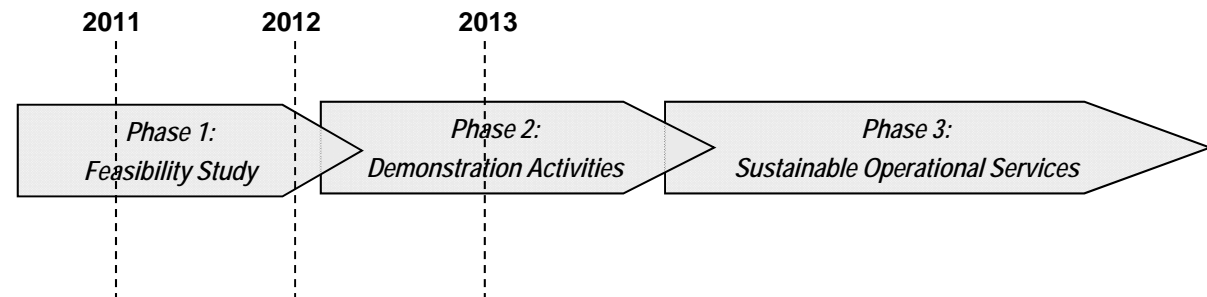 2011 2012 2013
Phase 1:
Feasibility Study
Phase 2:
Demonstration Activities
Phase 3:
Sustainable Operational Services